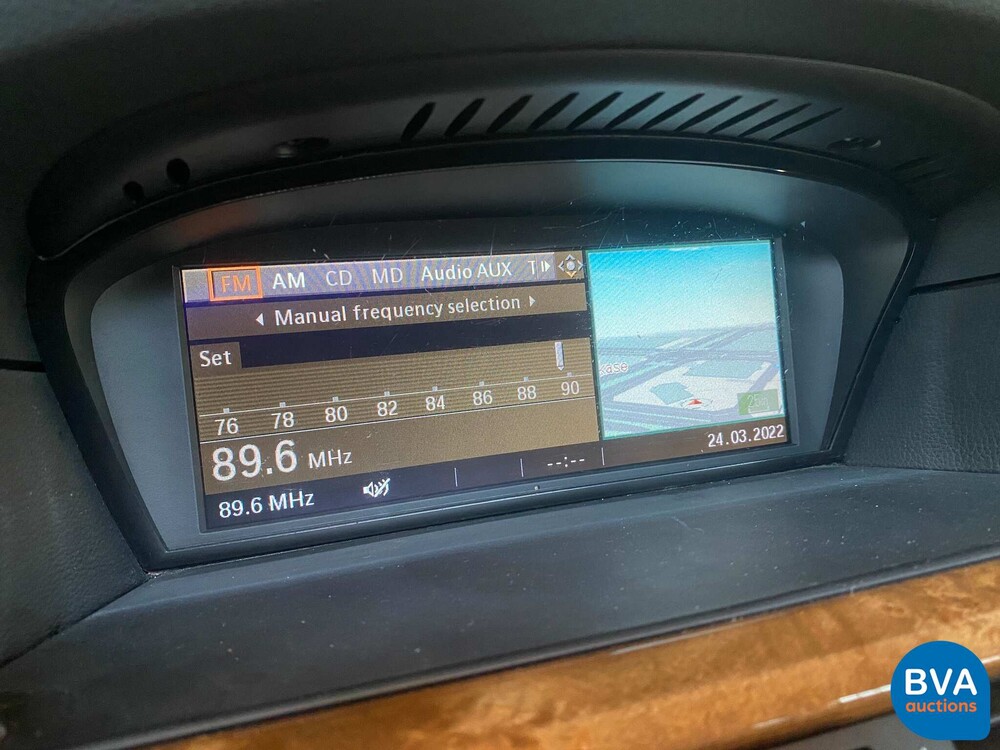 FM AM CD MD Audio AUX T
Manual frequency selection
Set
76 78 80 82 84 86 88 90
89.6 MHz
89.6 MHz --:-- 24.03.2022
BVA
auctions